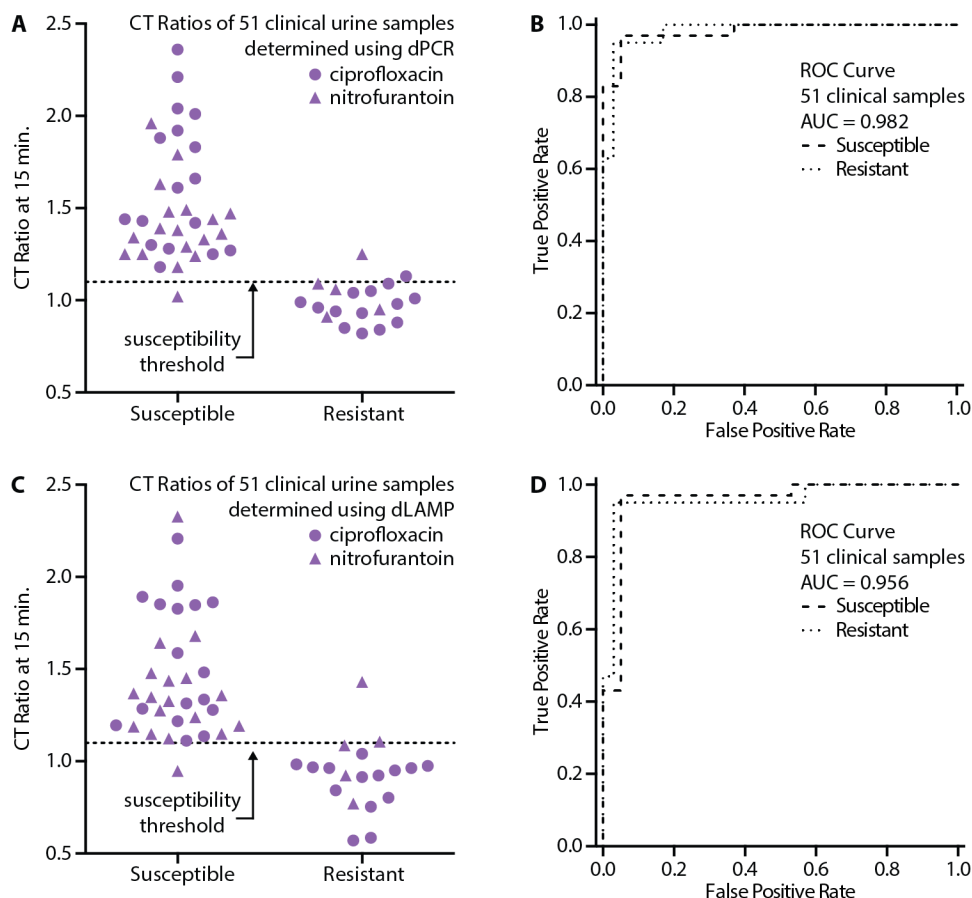 A
CT Ratios of 51 clinical urine samples
determined using dPCR
ciprofloxacin
nitrofurantoin
CT Ratio at 15 min.
2.5
2.0
1.5
1.0
0.5
susceptibility
threshold
Susceptible
Resistant
B
ROC Curve
51 clinical samples
AUC = 0.982
Susceptible
Resistant
True Positive Rate
1.0
0.8
0.6
0.4
0.2
0.0
0.0 0.2 0.4 0.6 0.8 1.0
False Positive Rate
C
CT Ratios of 51 clinical urine samples
determined using dLAMP
ciprofloxacin
nitrofurantoin
CT Ratio at 15 min.
2.5
2.0
1.5
1.0
0.5
susceptibility
threshold
Susceptible
Resistant
D
ROC Curve
51 clinical samples
AUC = 0.956
Susceptible
Resistant
True Positive Rate
1.0
0.8
0.6
0.4
0.2
0.0
0.0 0.2 0.4 0.6 0.8 1.0
False Positive Rate